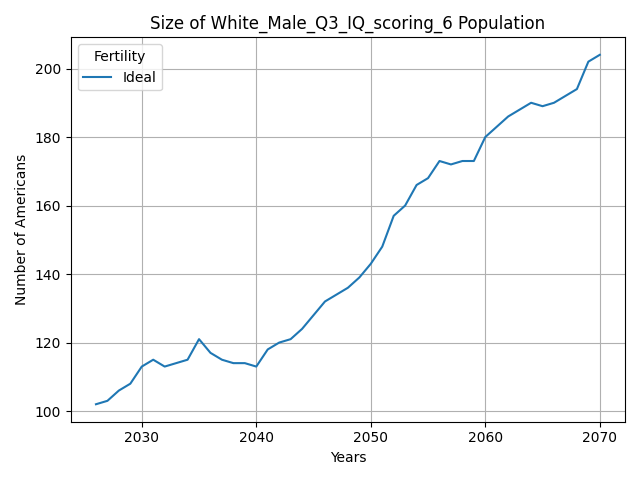 Size of White_Male_Q3_IQ_scoring_6 Population
Fertility
Ideal
Number of Americans
200
180
160
140
120
100
2030
2040
2050
2060
2070
Years